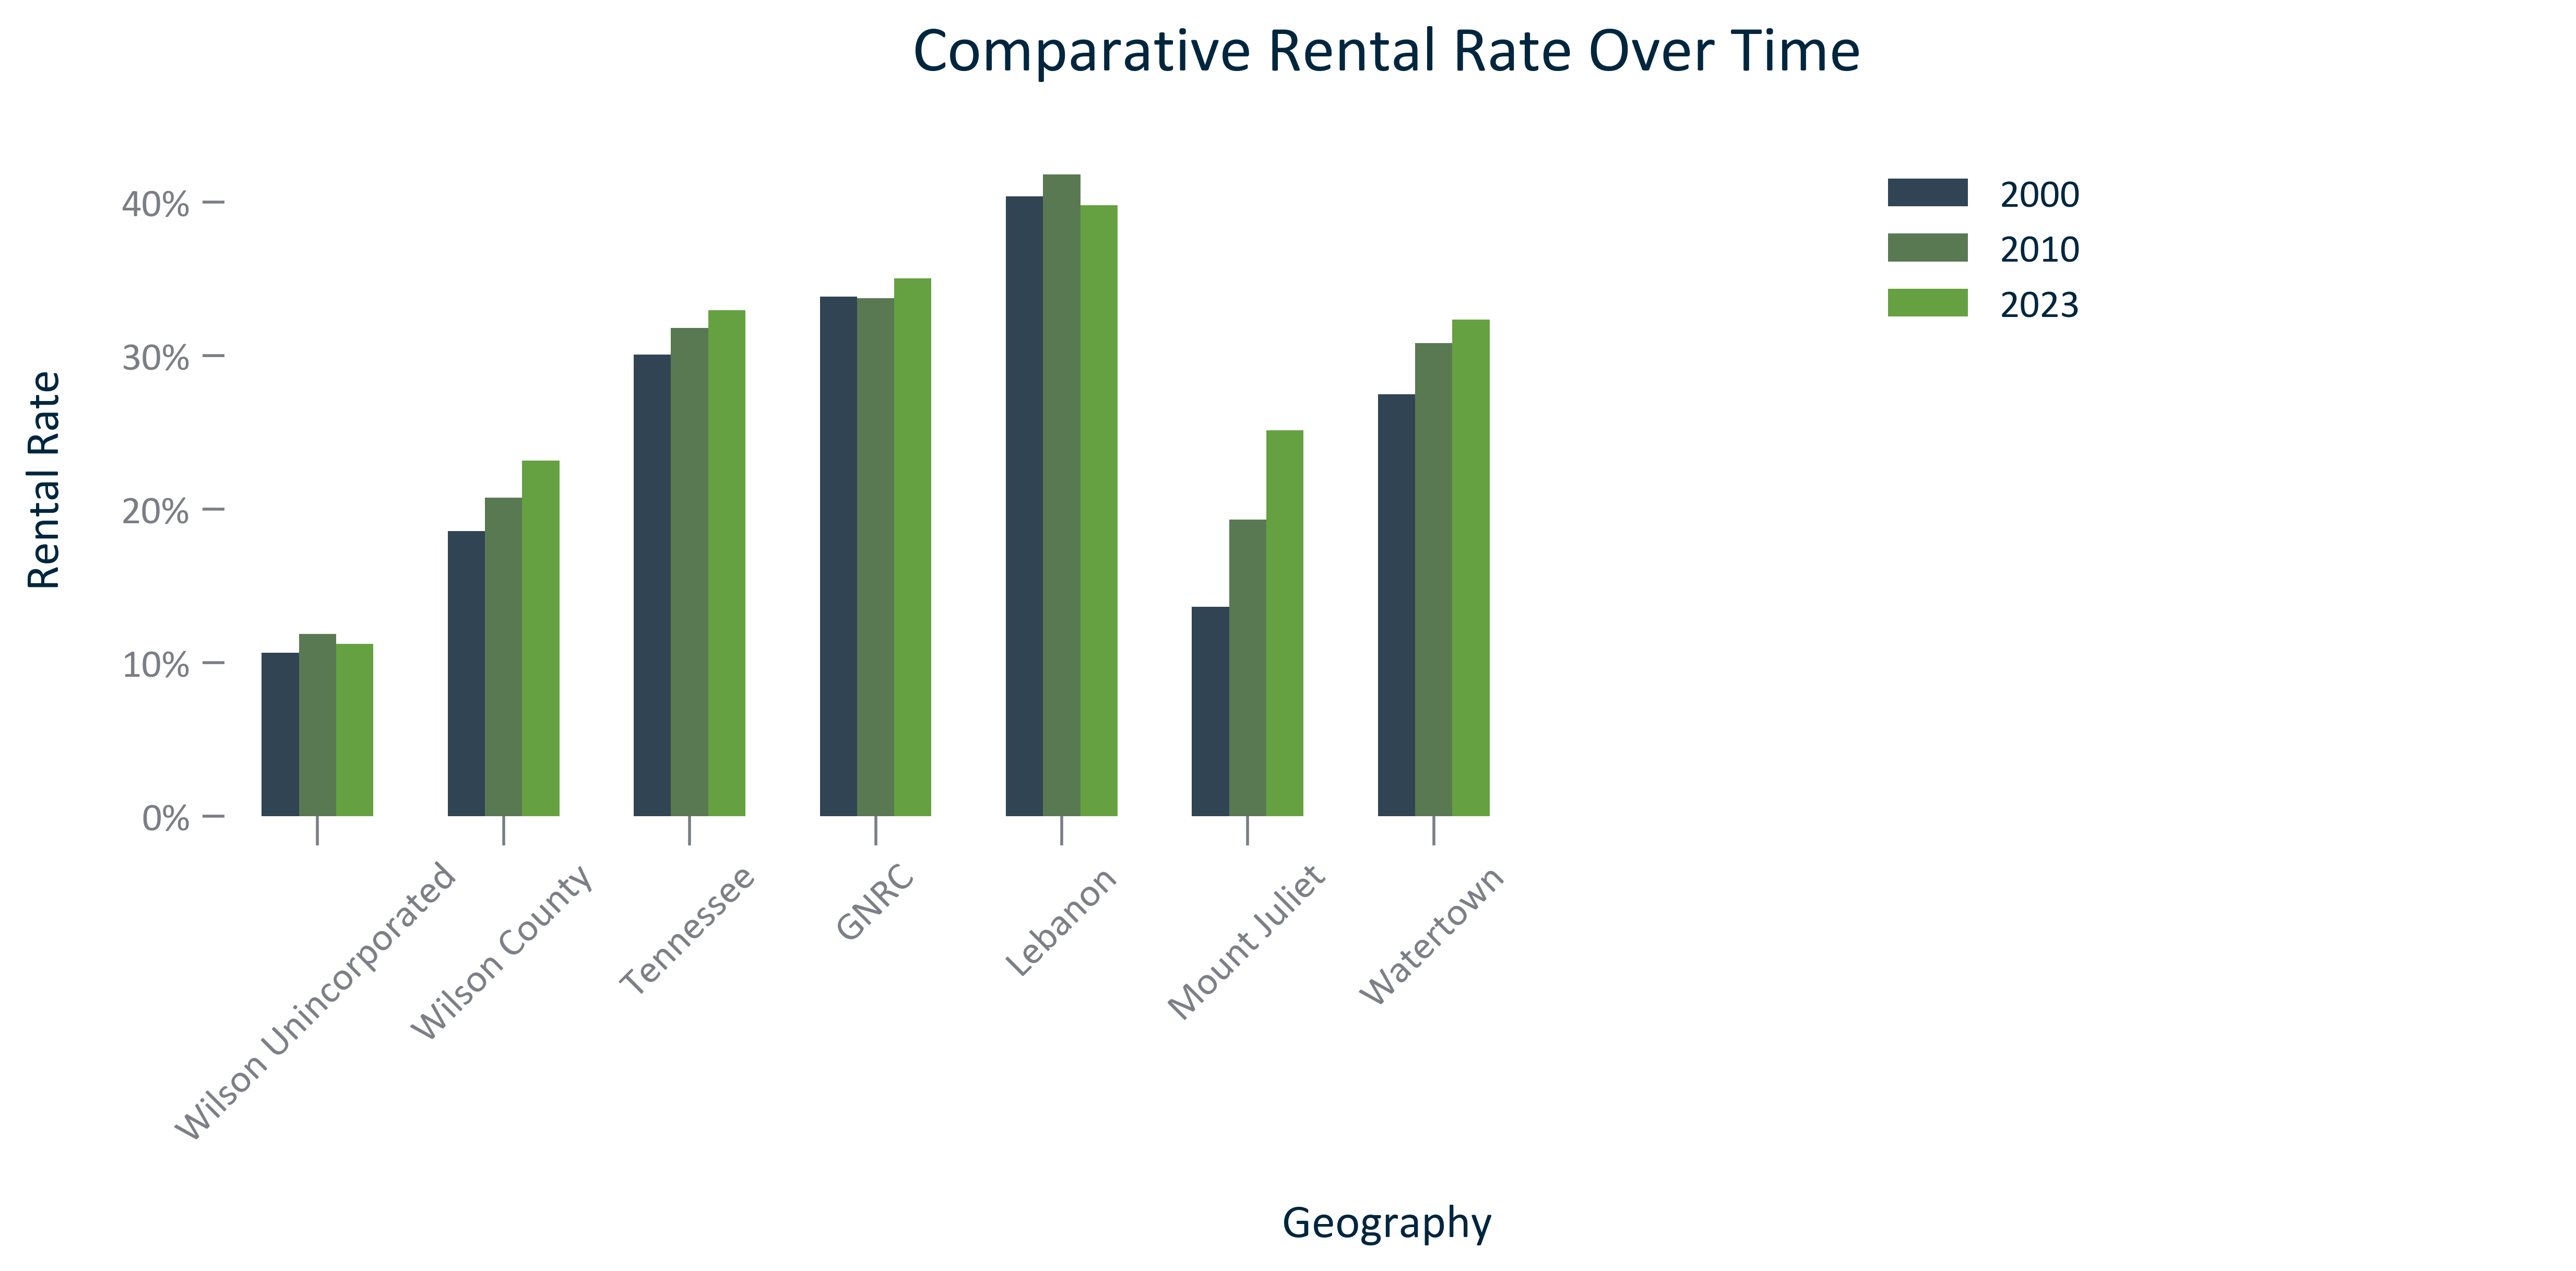 Comparative Rental Rate Over Time
40%
30%
20%
10%
0%
Rental Rate
2000
2010
2023
Wilson Unincorporated
Wilson County
Tennessee
GNRC
Lebanon
Mount Juliet
Watertown
Geography